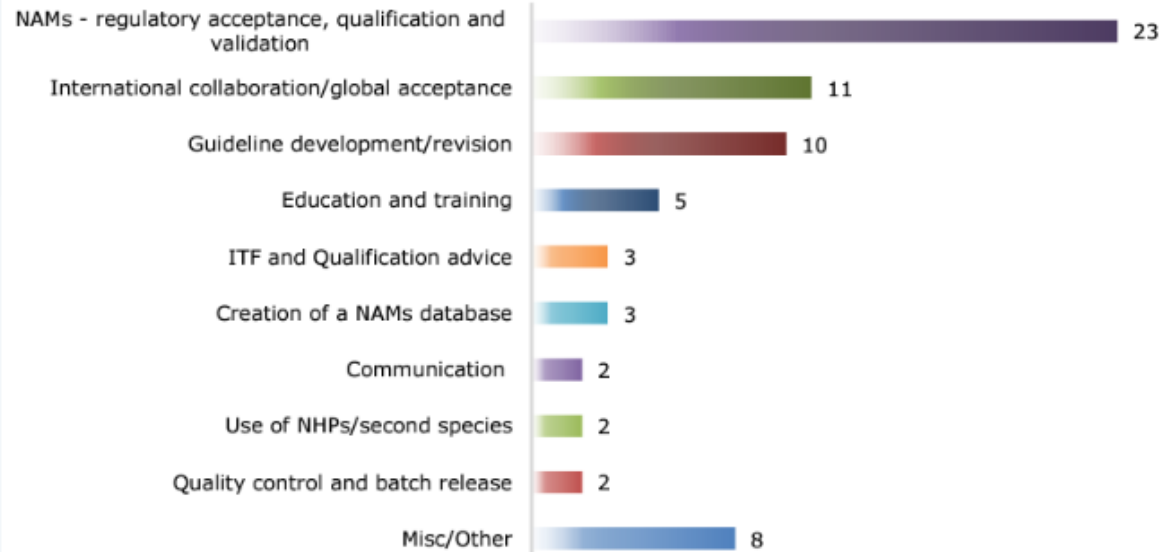 NAMs - regulatory acceptance, qualification and
validation
23
International collaboration/global acceptance
11
Guideline development/revision
10
Education and training
5
ITF and Qualification advice
3
Creation of a NAMs database
3
Communication
2
Use of NHPs/second species
2
Quality control and batch release
2
Misc/Other
8